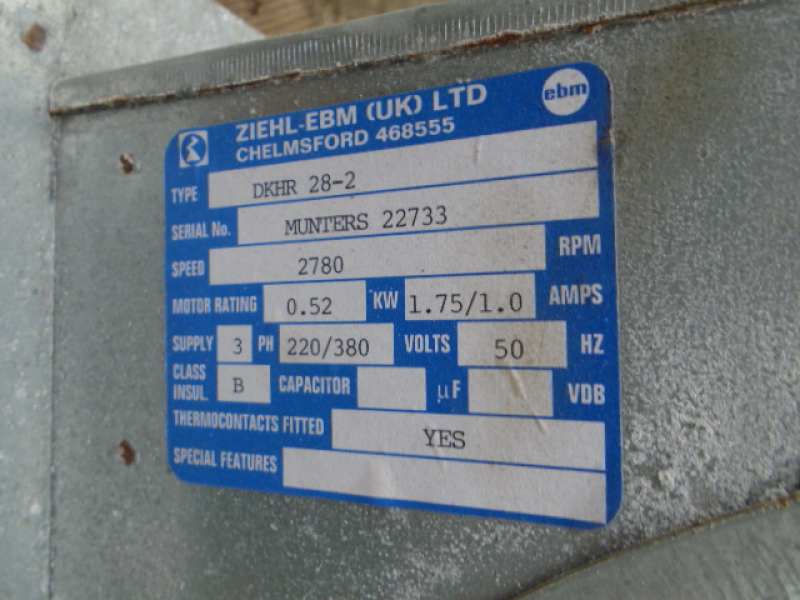 ZIEHL-EBM (UK) LTD
ebm
CHELMSFORD 468555
TYPE DKHR 28-2
SERIAL No. MUNTERS 22733
SPEED 2780 RPM
MOTOR RATING 0.52 KW 1.75/1.0 AMPS
SUPPLY 3 PH 220/380 VOLTS 50 HZ
CLASS
INSUL. B CAPACITOR μF VDB
THERMOCONTACTS FITTED YES
SPECIAL FEATURES